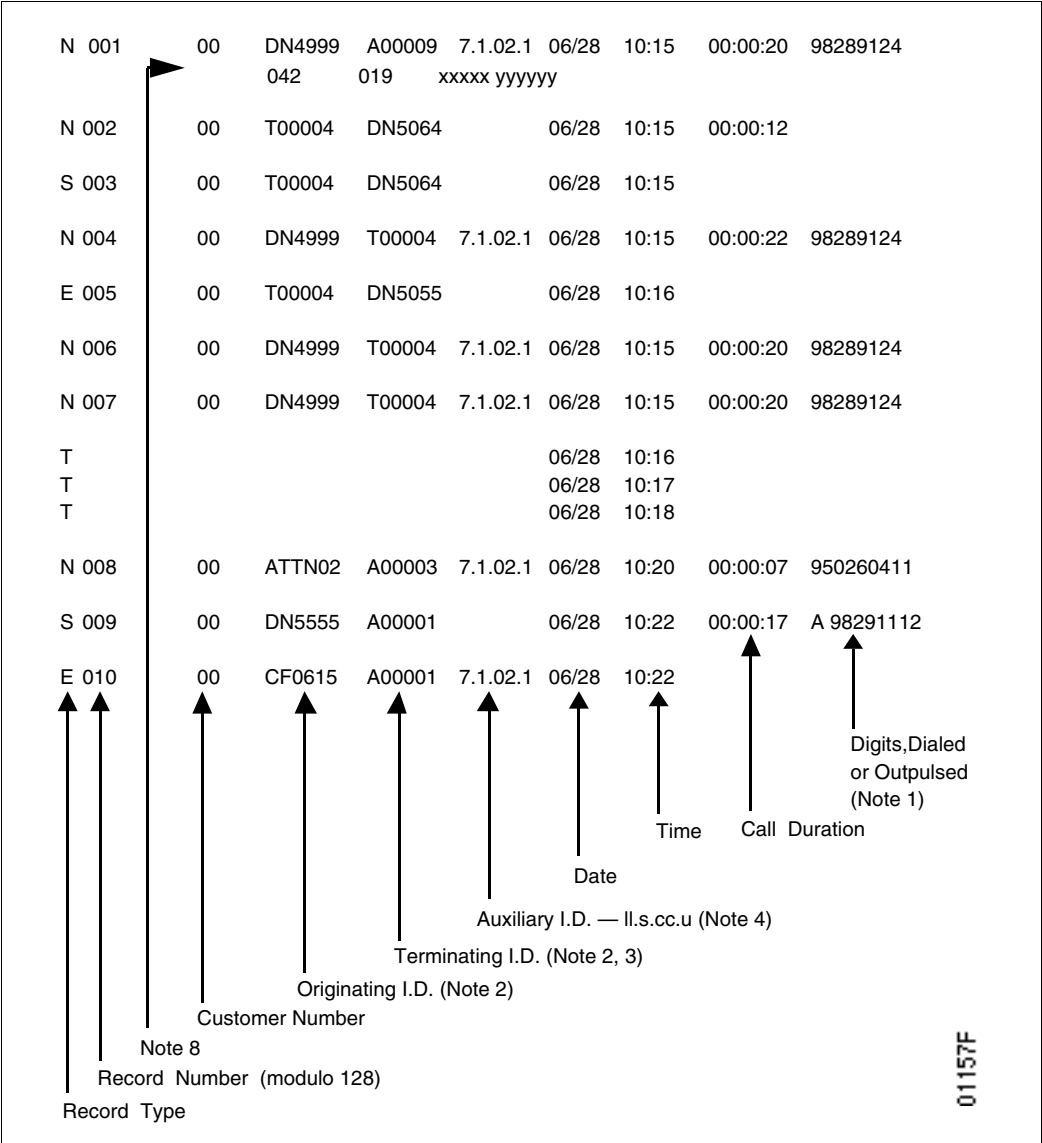 N 001 00 DN4999 A00009 7.1.02.1 06/28 10:15 00:00:20 98289124
042 019 xxxxx yyyyyy
N 002 00 T00004 DN5064 06/28 10:15 00:00:12
S 003 00 T00004 DN5064 06/28 10:15
N 004 00 DN4999 T00004 7.1.02.1 06/28 10:15 00:00:22 98289124
E 005 00 T00004 DN5055 06/28 10:16
N 006 00 DN4999 T00004 7.1.02.1 06/28 10:15 00:00:20 98289124
N 007 00 DN4999 T00004 7.1.02.1 06/28 10:15 00:00:20 98289124
T 06/28 10:16
T 06/28 10:17
T 06/28 10:18
N 008 00 ATTN02 A00003 7.1.02.1 06/28 10:20 00:00:07 950260411
S 009 00 DN5555 A00001 06/28 10:22 00:00:17 A 98291112
E 010 00 CF0615 A00001 7.1.02.1 06/28 10:22
Digits,Dialed
or Outpulsed
(Note 1)
Time
Call Duration
Date
Auxiliary I.D. — ll.s.cc.u (Note 4)
Terminating I.D. (Note 2, 3)
Originating I.D. (Note 2)
Customer Number
Note 8
Record Number (modulo 128)
Record Type
01157F